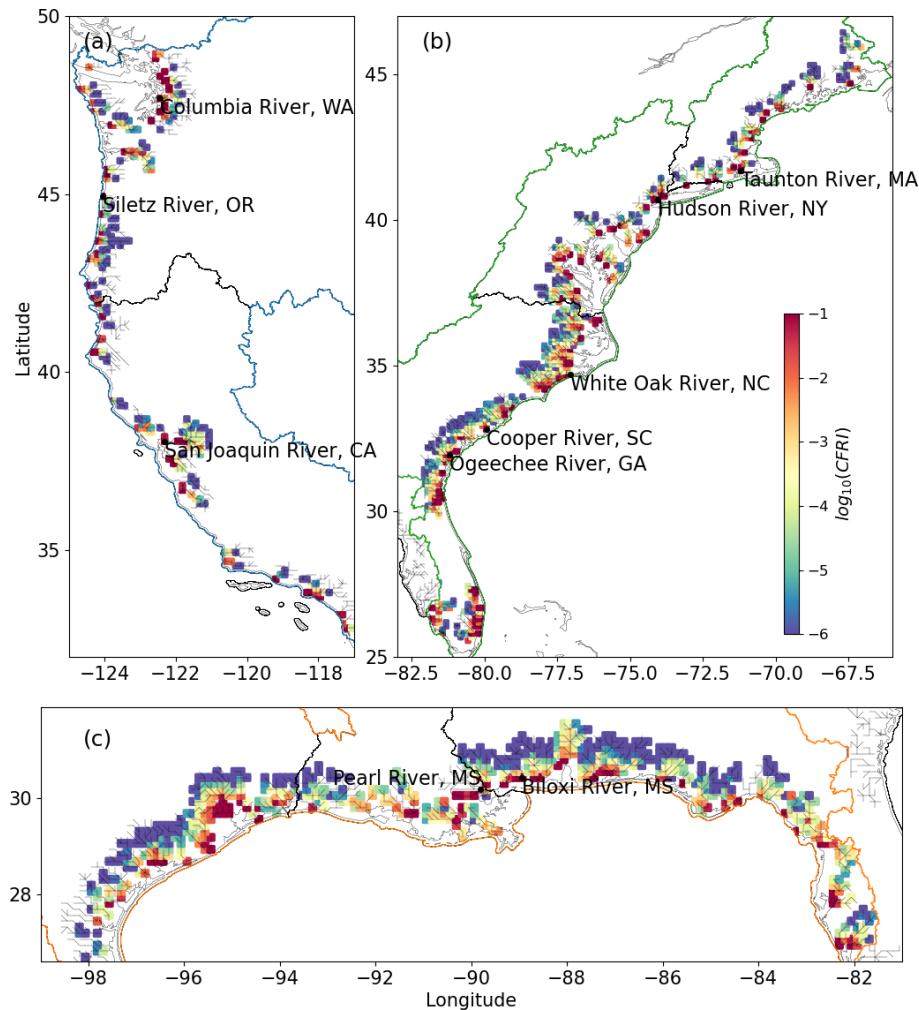 (a)
50
45
40
35
Latitude
−124
−122
−120
−118
Columbia River, WA
Siletz River, OR
San Joaquin River, CA
(b)
45
40
35
30
25
−82.5
−80.0
−77.5
−75.0
−72.5
−70.0
−67.5
Taunton River, MA
Hudson River, NY
White Oak River, NC
Cooper River, SC
Ogeechee River, GA
−1
−2
−3
−4
−5
−6
log₁₀(CFRI)
(c)
30
28
Pearl River, MS
Biloxi River, MS
−98
−96
−94
−92
−90
−88
−86
−84
−82
Longitude